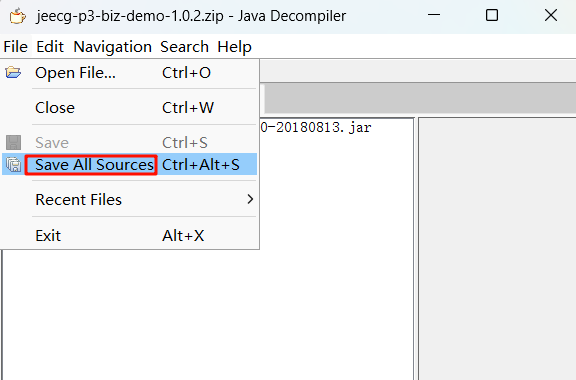 jeecg-p3-biz-demo-1.0.2.zip - Java Decompiler
File Edit Navigation Search Help
Open File... Ctrl+O
Close Ctrl+W
0-20180813.jar
Save Ctrl+S
Save All Sources Ctrl+Alt+S
Recent Files
Exit Alt+X